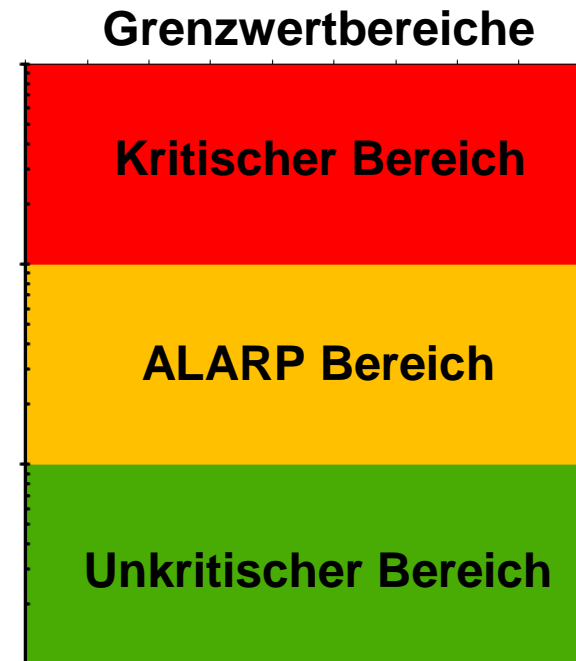 Grenzwertbereiche
Kritischer Bereich
ALARP Bereich
Unkritischer Bereich